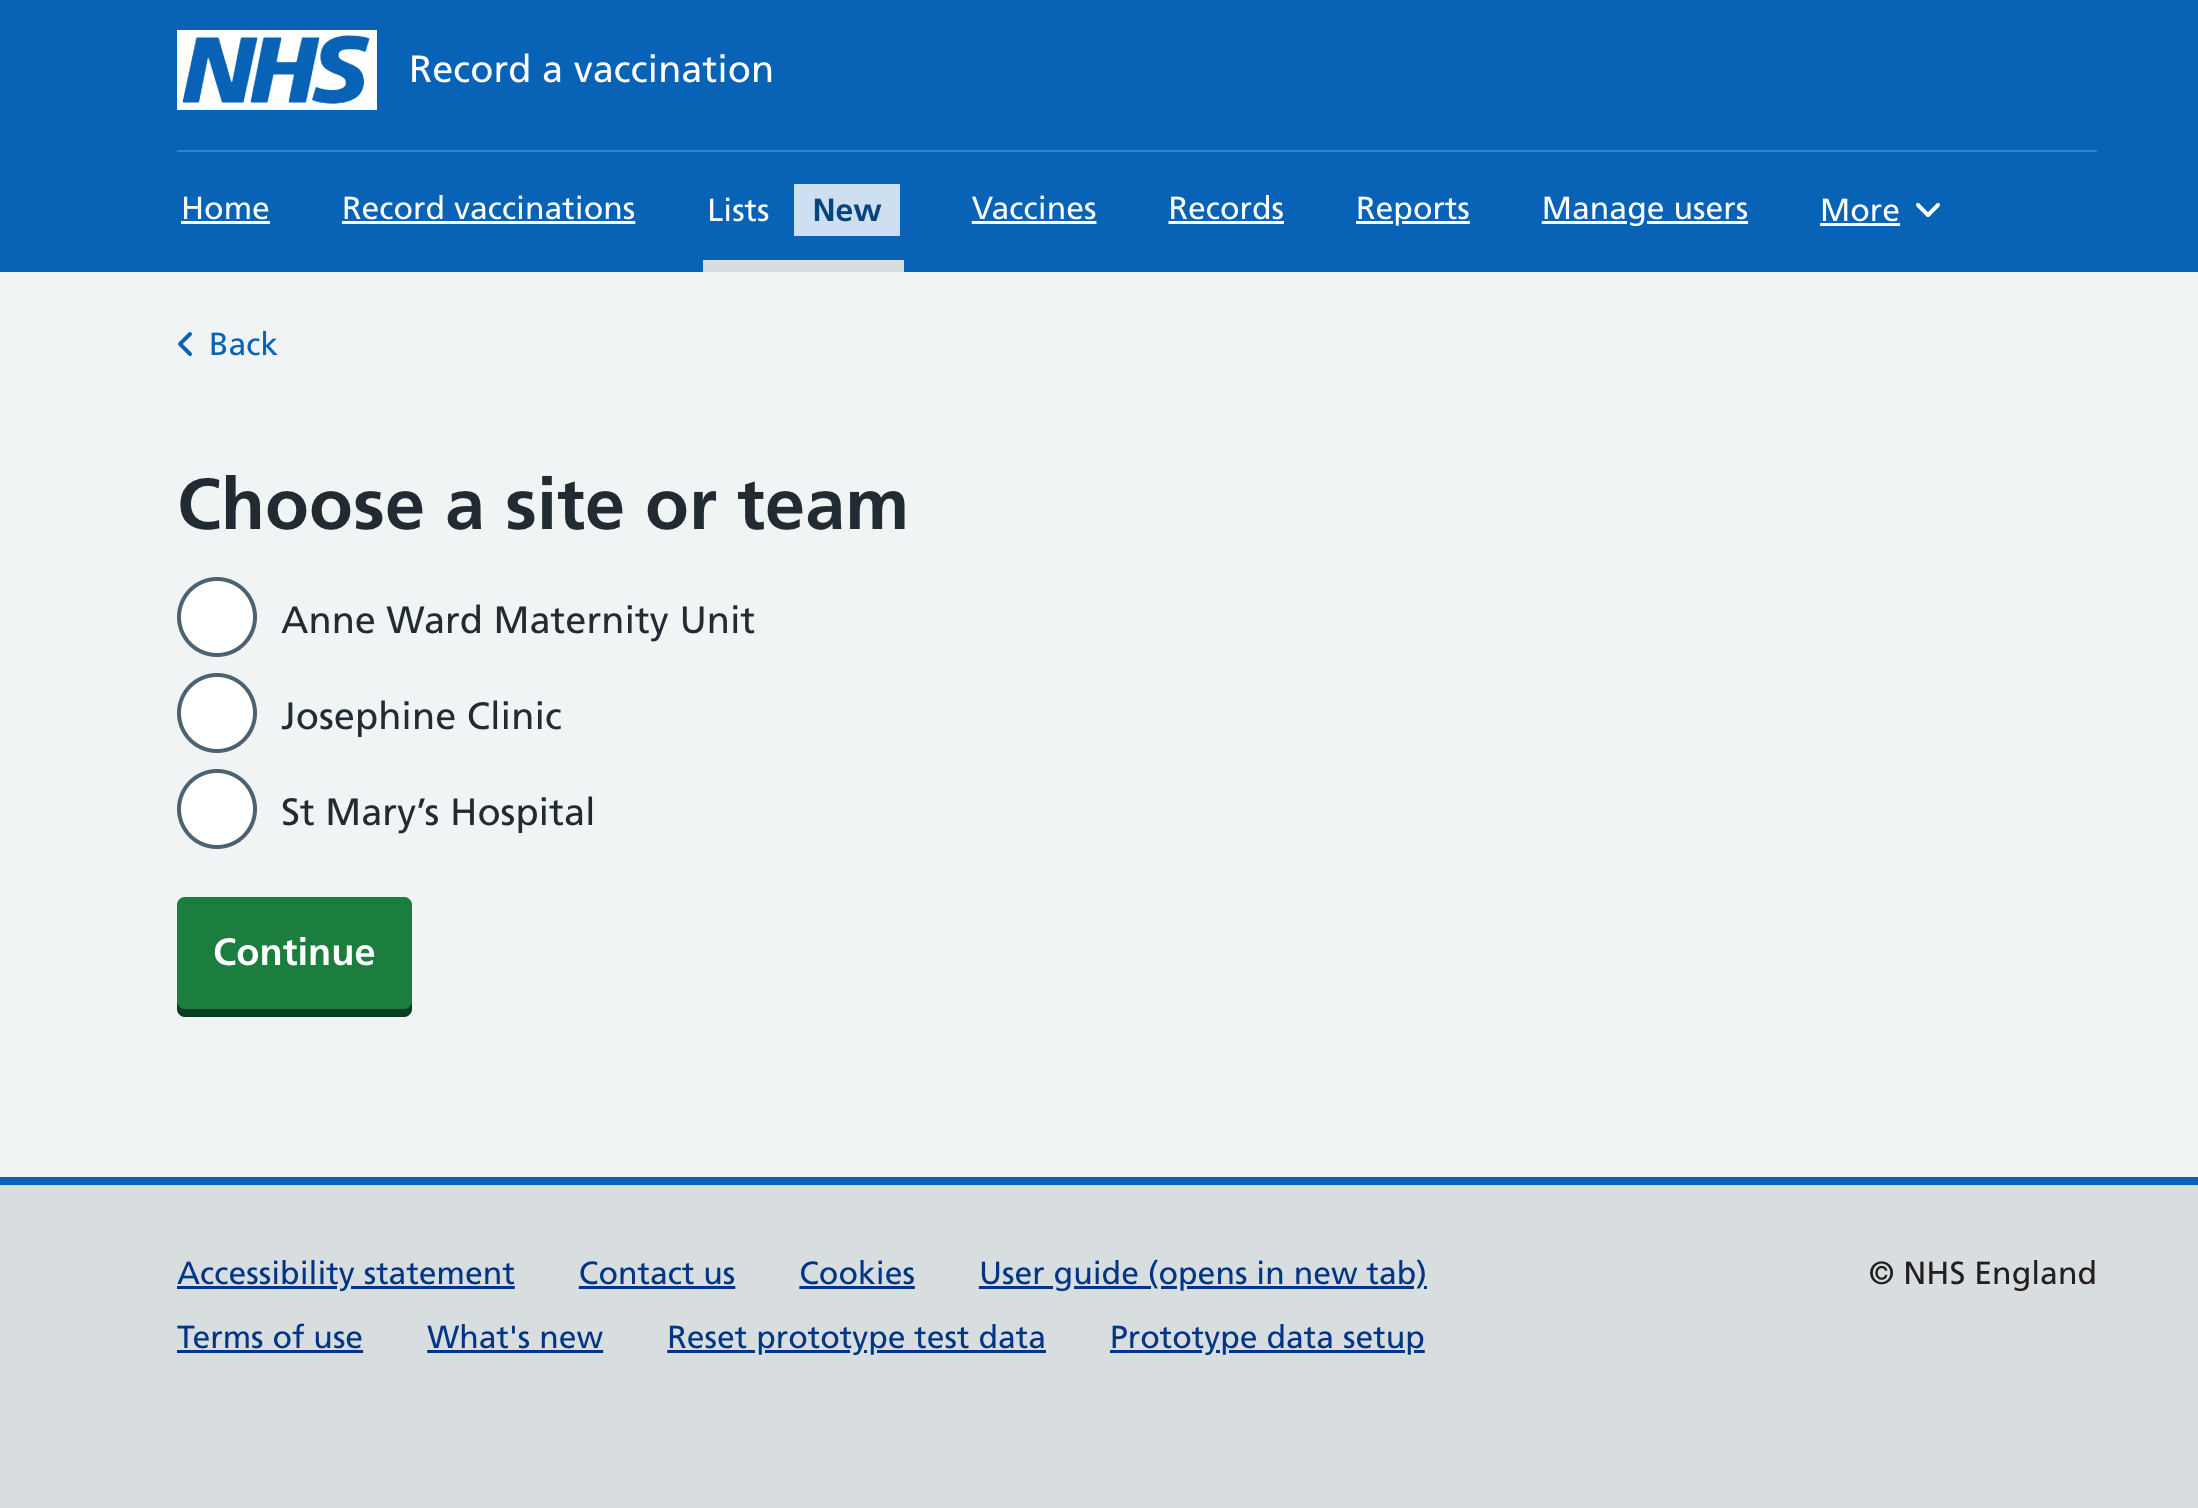 NHS Record a vaccination
Home Record vaccinations Lists New Vaccines Records Reports Manage users More
Back
Choose a site or team
Anne Ward Maternity Unit
Josephine Clinic
St Mary’s Hospital
Continue
Accessibility statement Contact us Cookies User guide (opens in new tab) © NHS England
Terms of use What's new Reset prototype test data Prototype data setup